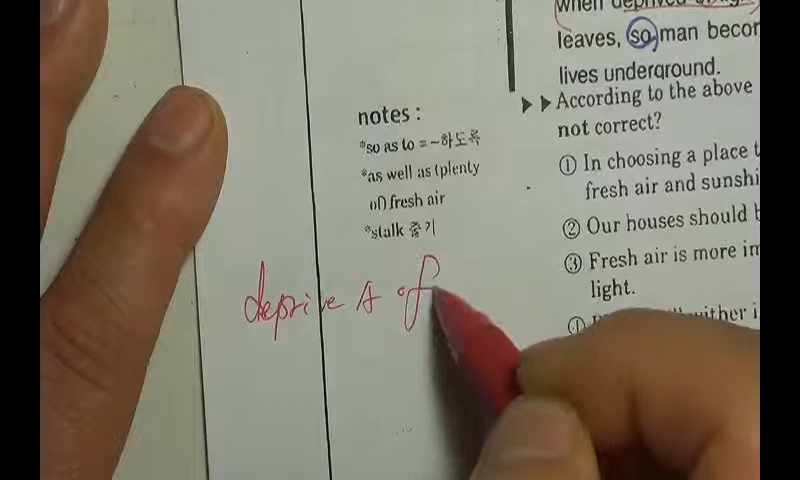 when deprived of
leaves, so man becor
lives underground.
notes :
*so as to = ~하도록
*as well as (plenty
of) fresh air
*stalk 줄기
According to the above
not correct?
① In choosing a place t
fresh air and sunshi
② Our houses should b
③ Fresh air is more im
light.
deprive A of